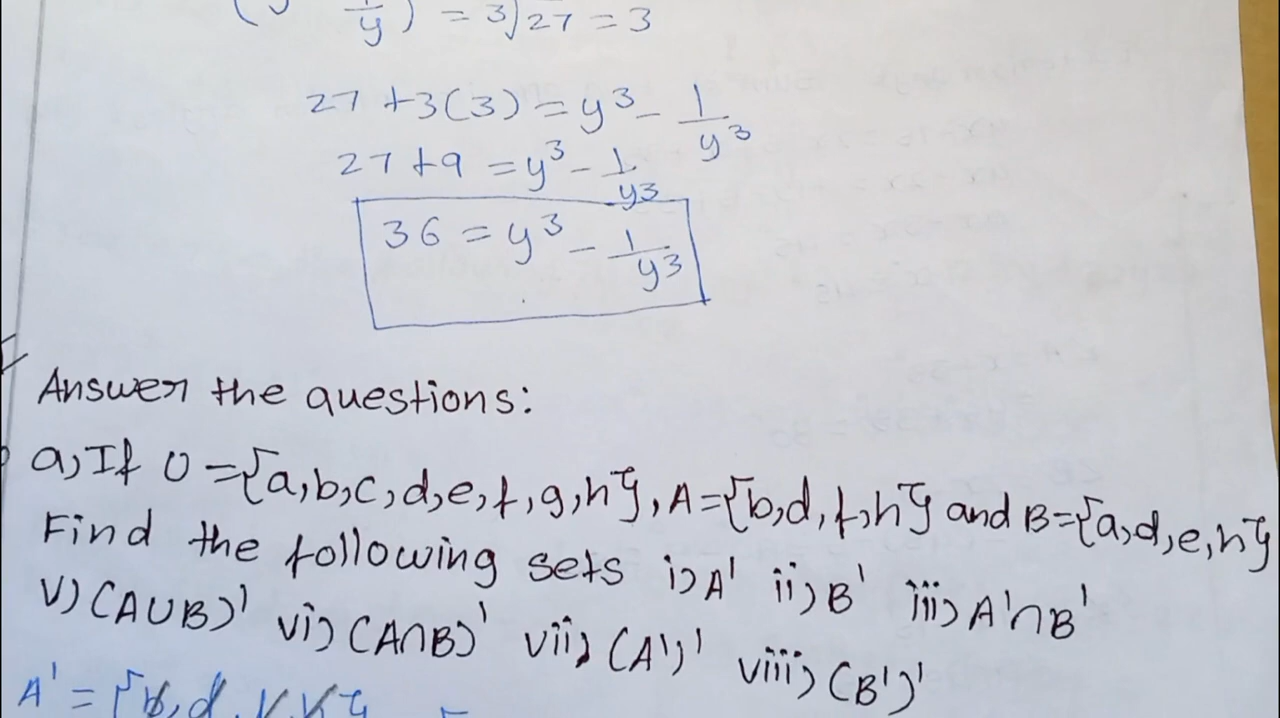 (y 1/y) = 3√27 = 3
27 + 3(3) = y³ - 1/y³
27 + 9 = y³ - 1/y³
36 = y³ - 1/y³
Answer the questions:
a, If U = {a,b,c,d,e,f,g,h}, A = {b,d,f,h} and B = {a,d,e,h}
Find the following sets i, A' ii, B' iii, A'∩B'
v) (A∪B)' vi, (A∩B)' vii, (A')' viii, (B')'
A' = {b, d,